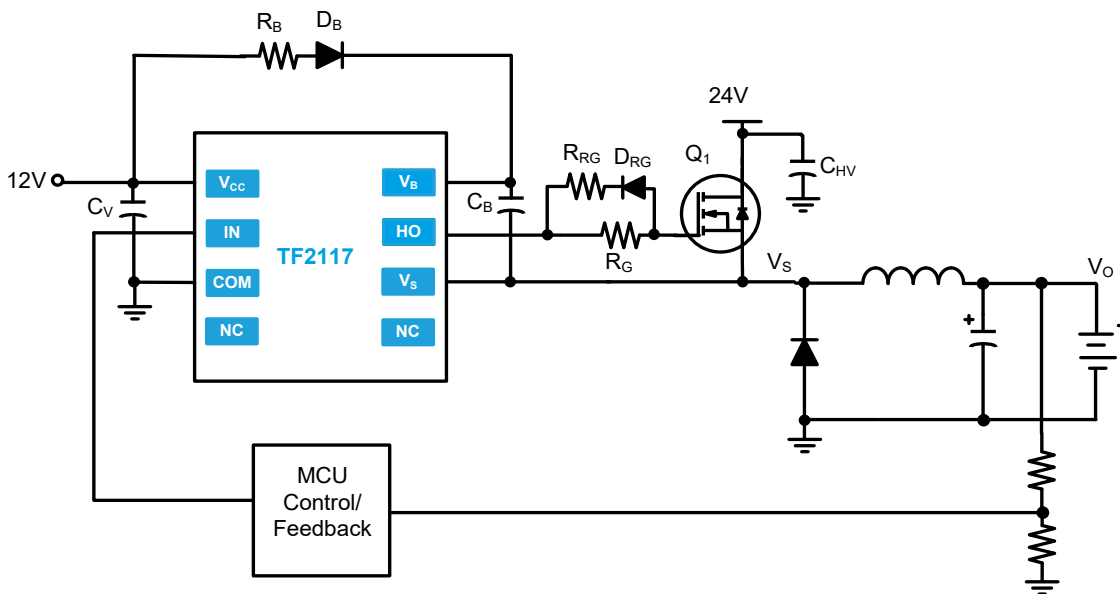 RB DB
24V
RRG DRG Q1
CHV
12V
VCC VB
CV CB
IN HO
TF2117
RG
COM VS
VS VO
NC NC
+
MCU
Control/
Feedback